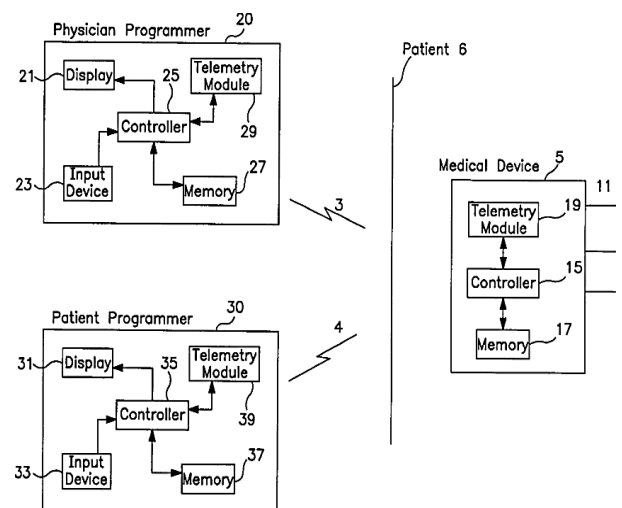 Physician Programmer
20
21
Display
25
Telemetry
Module
29
Controller
23
Input
Device
27
Memory
3
Patient 6
Medical Device
5
11
Telemetry
Module
19
Controller
15
Memory
17
Patient Programmer
30
31
Display
35
Telemetry
Module
39
Controller
33
Input
Device
37
Memory
4